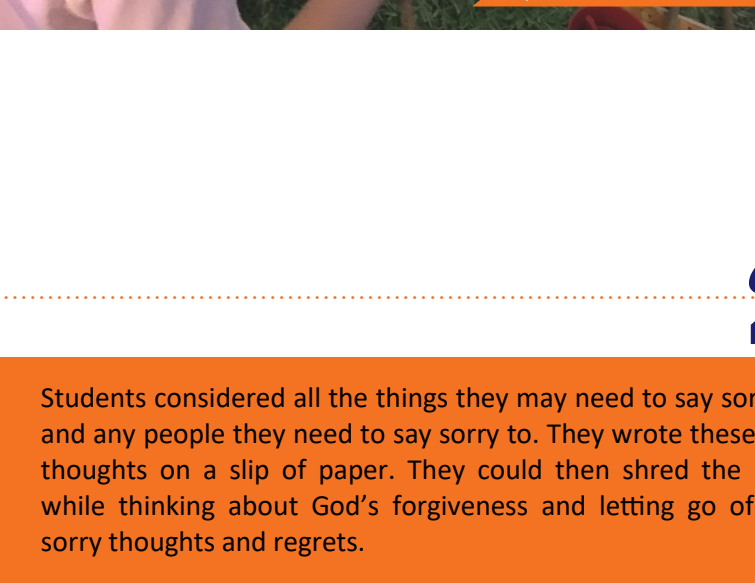 Students considered all the things they may need to say
and any people they need to say sorry to. They wrote these
thoughts on a slip of paper. They could then shred the
while thinking about God's forgiveness and letting go of
sorry thoughts and regrets.